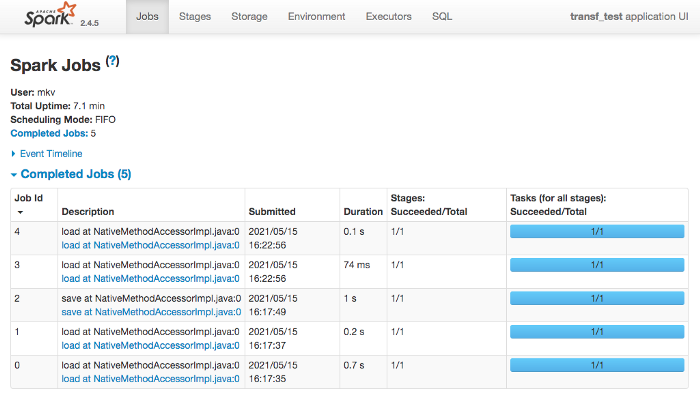 APACHE
Spark 2.4.5 Jobs Stages Storage Environment Executors SQL transf_test application UI
Spark Jobs (?)
User: mkv
Total Uptime: 7.1 min
Scheduling Mode: FIFO
Completed Jobs: 5
Event Timeline
Completed Jobs (5)
Job Id Description Submitted Duration Stages: Succeeded/Total Tasks (for all stages): Succeeded/Total
4 load at NativeMethodAccessorImpl.java:0 2021/05/15 0.1 s 1/1 1/1
load at NativeMethodAccessorImpl.java:0 16:22:56
3 load at NativeMethodAccessorImpl.java:0 2021/05/15 74 ms 1/1 1/1
load at NativeMethodAccessorImpl.java:0 16:22:56
2 save at NativeMethodAccessorImpl.java:0 2021/05/15 1 s 1/1 1/1
save at NativeMethodAccessorImpl.java:0 16:17:49
1 load at NativeMethodAccessorImpl.java:0 2021/05/15 0.2 s 1/1 1/1
load at NativeMethodAccessorImpl.java:0 16:17:37
0 load at NativeMethodAccessorImpl.java:0 2021/05/15 0.7 s 1/1 1/1
load at NativeMethodAccessorImpl.java:0 16:17:35